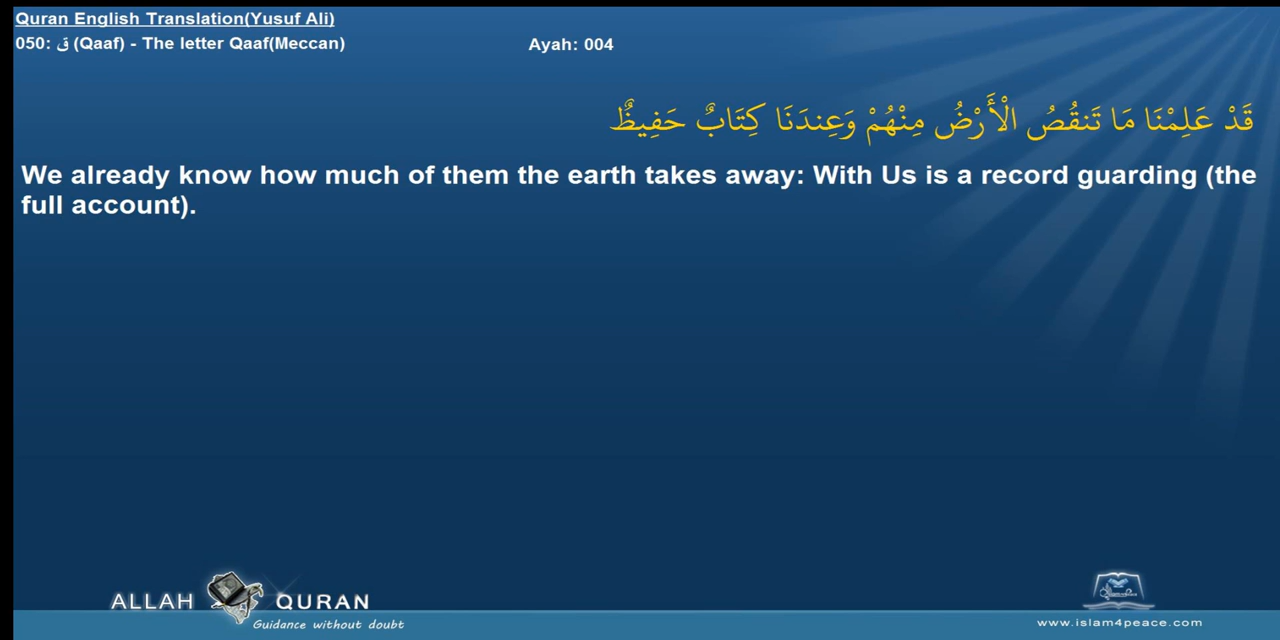 Quran English Translation(Yusuf Ali)
050: ق (Qaaf) - The letter Qaaf(Meccan) Ayah: 004
قَدْ عَلِمْنَا مَا تَنقُصُ الْأَرْضُ مِنْهُمْ وَعِندَنَا كِتَابٌ حَفِيظٌ
We already know how much of them the earth takes away: With Us is a record guarding (the
full account).
ALLAH QURAN
Guidance without doubt
www.islam4peace.com